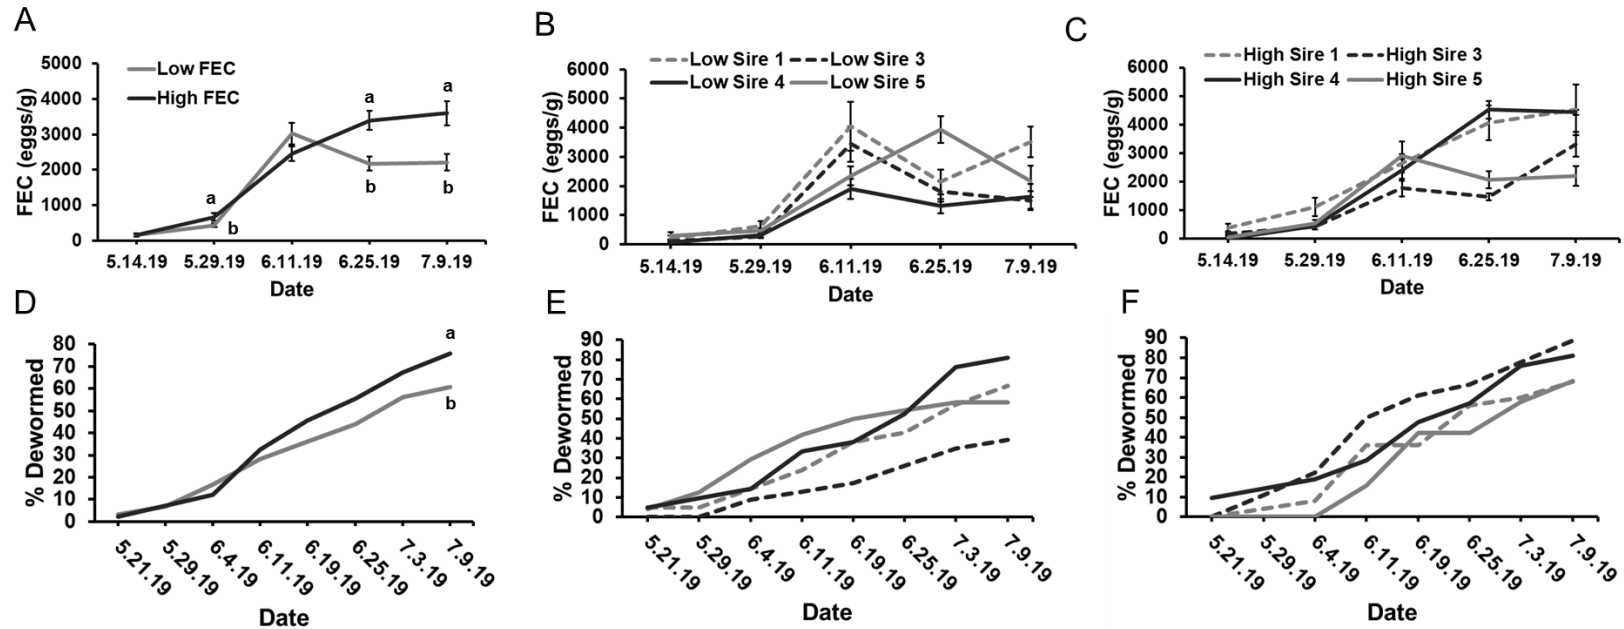 A
FEC (eggs/g)
5000
4000
3000
2000
1000
0
Low FEC
High FEC
a
b
a
b
a
b
5.14.19
5.29.19
6.11.19
6.25.19
7.9.19
Date
B
FEC (eggs/g)
6000
5000
4000
3000
2000
1000
0
Low Sire 1
Low Sire 3
Low Sire 4
Low Sire 5
5.14.19
5.29.19
6.11.19
6.25.19
7.9.19
Date
C
FEC (eggs/g)
6000
5000
4000
3000
2000
1000
0
High Sire 1
High Sire 3
High Sire 4
High Sire 5
5.14.19
5.29.19
6.11.19
6.25.19
7.9.19
Date
D
% Dewormed
80
70
60
50
40
30
20
10
0
a
b
5.21.19
5.29.19
6.4.19
6.11.19
6.19.19
6.25.19
7.3.19
7.9.19
Date
E
% Dewormed
90
80
70
60
50
40
30
20
10
0
5.21.19
5.29.19
6.4.19
6.11.19
6.19.19
6.25.19
7.3.19
7.9.19
Date
F
% Dewormed
90
80
70
60
50
40
30
20
10
0
5.21.19
5.29.19
6.4.19
6.11.19
6.19.19
6.25.19
7.3.19
7.9.19
Date